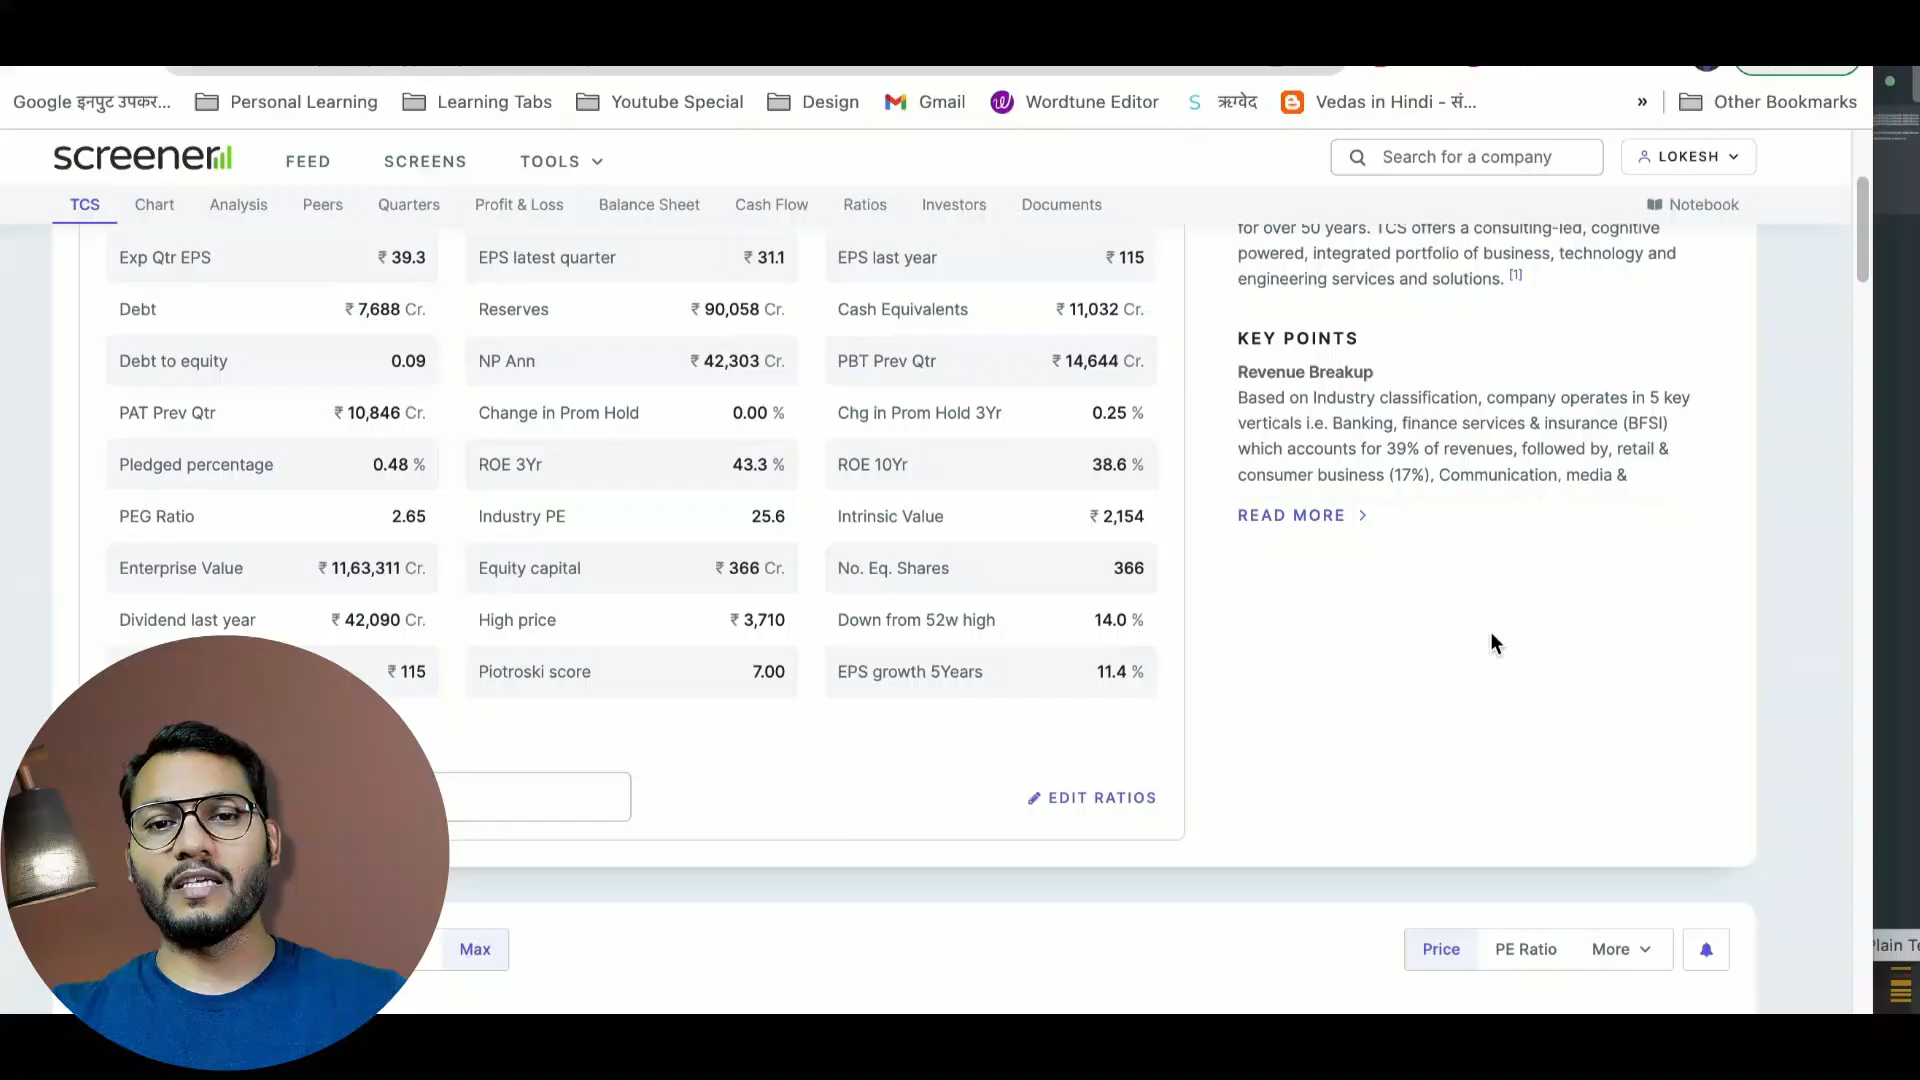 Google इनपुट उपकर... Personal Learning Learning Tabs Youtube Special Design Gmail Wordtune Editor ऋग्वेद Vedas in Hindi - सं... » Other Bookmarks
screener FEED SCREENS TOOLS Search for a company LOKESH
TCS Chart Analysis Peers Quarters Profit & Loss Balance Sheet Cash Flow Ratios Investors Documents Notebook
Exp Qtr EPS ₹ 39.3 EPS latest quarter ₹ 31.1 EPS last year ₹ 115
Debt ₹ 7,688 Cr. Reserves ₹ 90,058 Cr. Cash Equivalents ₹ 11,032 Cr.
Debt to equity 0.09 NP Ann ₹ 42,303 Cr. PBT Prev Qtr ₹ 14,644 Cr.
PAT Prev Qtr ₹ 10,846 Cr. Change in Prom Hold 0.00 % Chg in Prom Hold 3Yr 0.25 %
Pledged percentage 0.48 % ROE 3Yr 43.3 % ROE 10Yr 38.6 %
PEG Ratio 2.65 Industry PE 25.6 Intrinsic Value ₹ 2,154
Enterprise Value ₹ 11,63,311 Cr. Equity capital ₹ 366 Cr. No. Eq. Shares 366
Dividend last year ₹ 42,090 Cr. High price ₹ 3,710 Down from 52w high 14.0 %
₹ 115 Piotroski score 7.00 EPS growth 5Years 11.4 %
EDIT RATIOS
for over 50 years. TCS offers a consulting-led, cognitive
powered, integrated portfolio of business, technology and
engineering services and solutions. [1]
KEY POINTS
Revenue Breakup
Based on Industry classification, company operates in 5 key
verticals i.e. Banking, finance services & insurance (BFSI)
which accounts for 39% of revenues, followed by, retail &
consumer business (17%), Communication, media &
READ MORE >
Max Price PE Ratio More